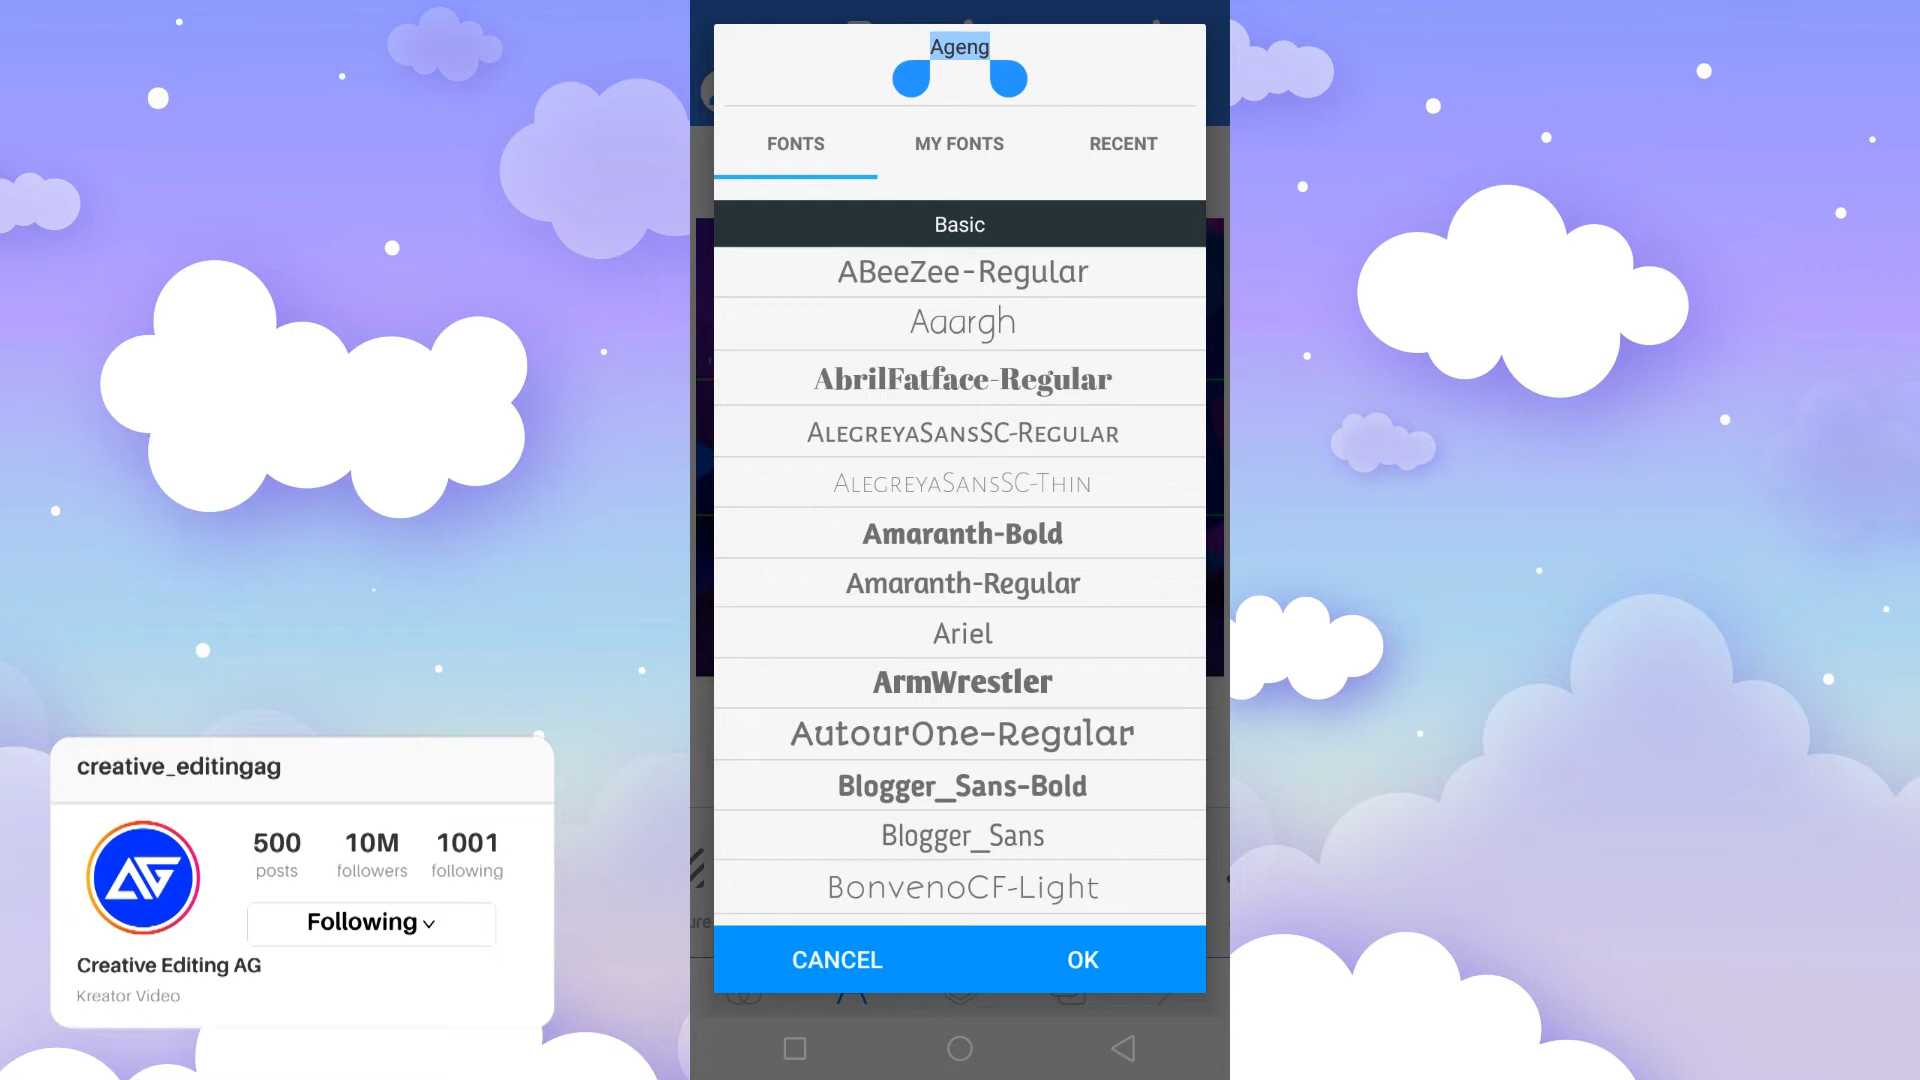 Ageng
FONTS
MY FONTS
RECENT
Basic
ABeeZee-Regular
Aaargh
AbrilFatface-Regular
AlegreyaSansSC-Regular
AlegreyaSansSC-Thin
Amaranth-Bold
Amaranth-Regular
Ariel
ArmWrestler
AutourOne-Regular
Blogger_Sans-Bold
Blogger_Sans
BonvenoCF-Light
CANCEL
OK
creative_editingag
AG
500
10M
1001
posts
followers
following
Following
Creative Editing AG
Kreator Video